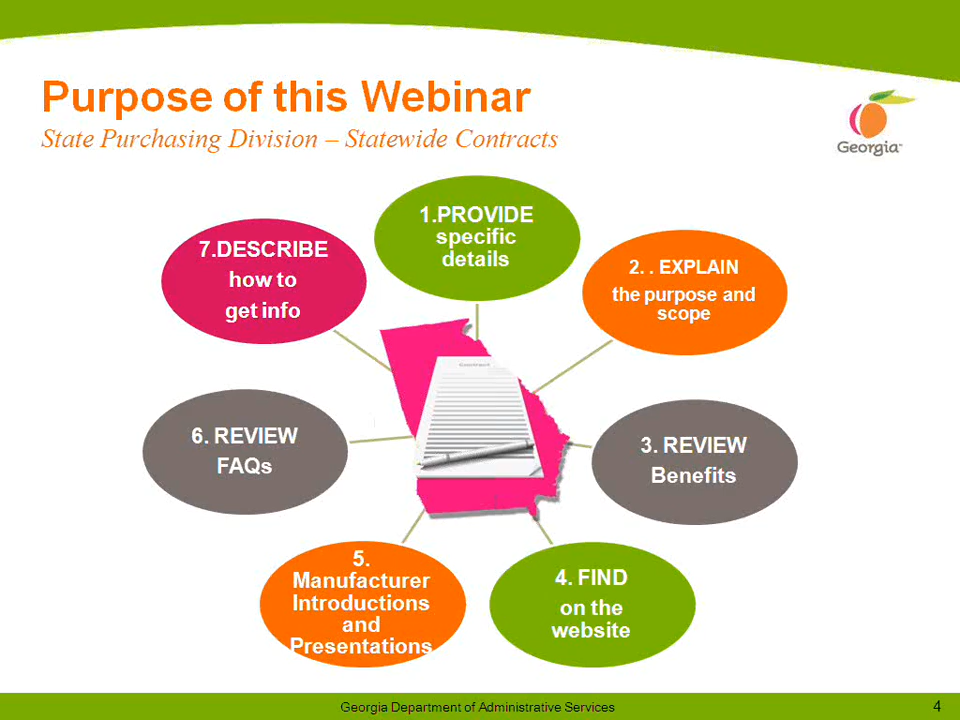 Purpose of this Webinar
State Purchasing Division – Statewide Contracts
Georgia™
1.PROVIDE
specific
details
2. . EXPLAIN
the purpose and
scope
3. REVIEW
Benefits
4. FIND
on the
website
5.
Manufacturer
Introductions
and
Presentations
6. REVIEW
FAQs
7.DESCRIBE
how to
get info
Contract
Georgia Department of Administrative Services
4